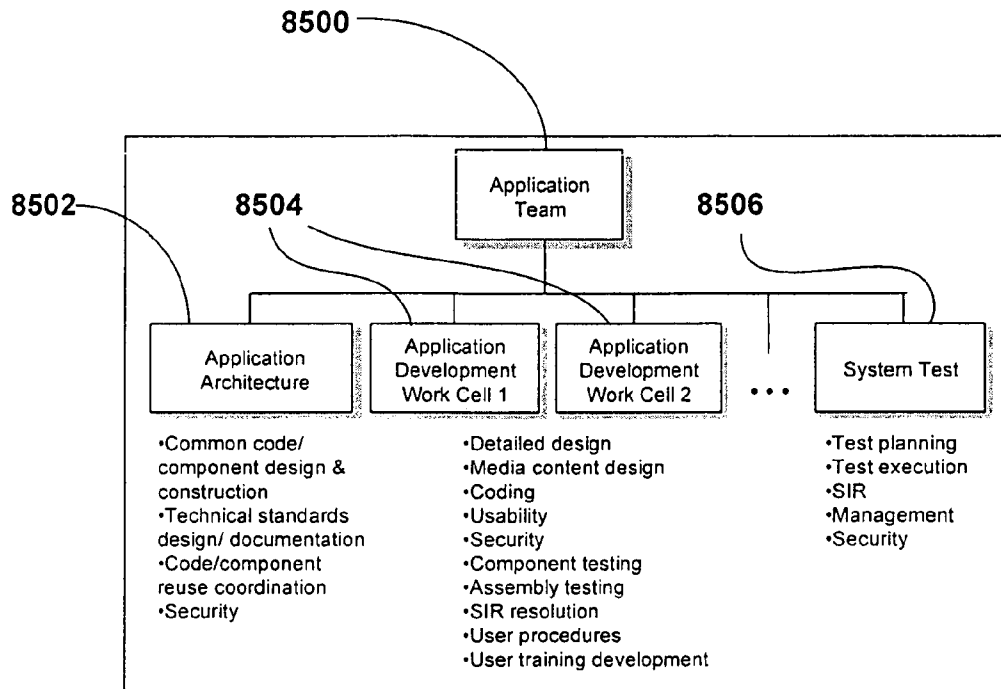 8500
Application
Team
8502
8504
8506
Application
Architecture
Application
Development
Work Cell 1
Application
Development
Work Cell 2
• • •
System Test
•Common code/
component design &
construction
•Technical standards
design/ documentation
•Code/component
reuse coordination
•Security
•Detailed design
•Media content design
•Coding
•Usability
•Security
•Component testing
•Assembly testing
•SIR resolution
•User procedures
•User training development
•Test planning
•Test execution
•SIR
•Management
•Security